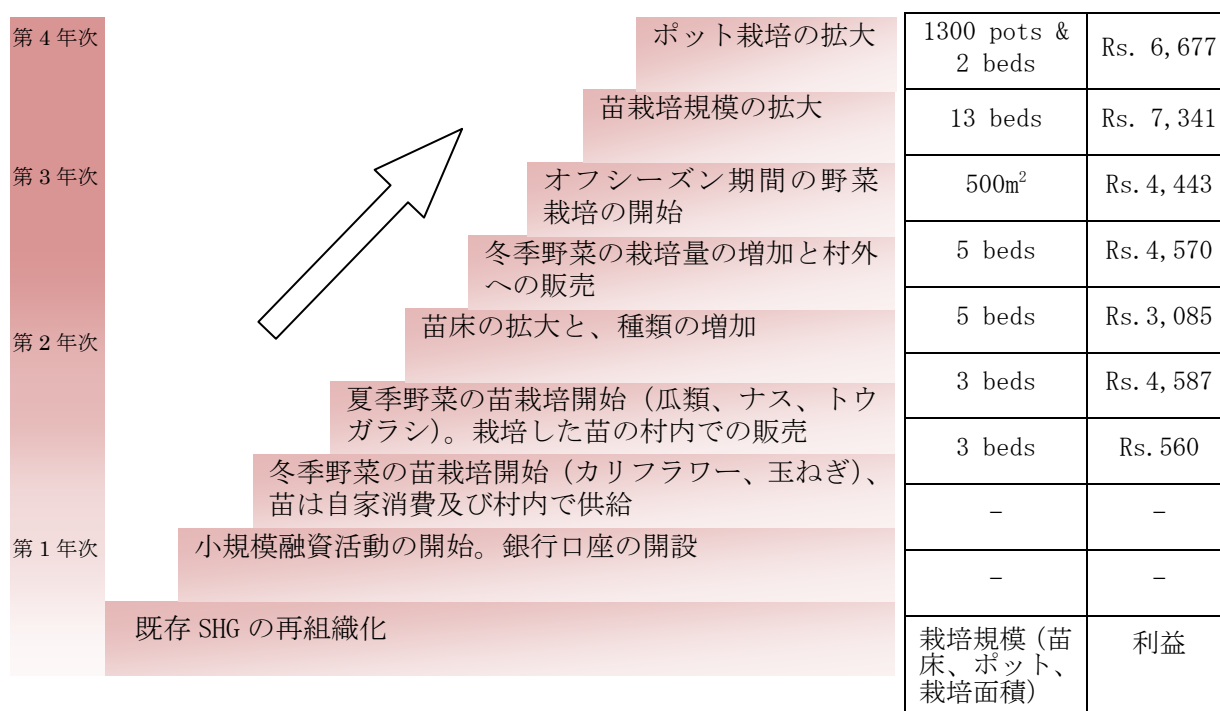 第 4 年次
ポット栽培の拡大
1300 pots &
2 beds
Rs. 6,677
苗栽培規模の拡大
13 beds
Rs. 7,341
第 3 年次
オフシーズン期間の野菜
栽培の開始
500m²
Rs.4,443
冬季野菜の栽培量の増加と村外
への販売
5 beds
Rs.4,570
第 2 年次
苗床の拡大と、種類の増加
5 beds
Rs.3,085
夏季野菜の苗栽培開始（瓜類、ナス、トウ
ガラシ）。栽培した苗の村内での販売
3 beds
Rs.4,587
冬季野菜の苗栽培開始（カリフラワー、玉ねぎ）、
苗は自家消費及び村内で供給
3 beds
Rs.560
第 1 年次
小規模融資活動の開始。銀行口座の開設
–
–
既存 SHG の再組織化
–
–
栽培規模（苗
床、ポット、
栽培面積）
利益